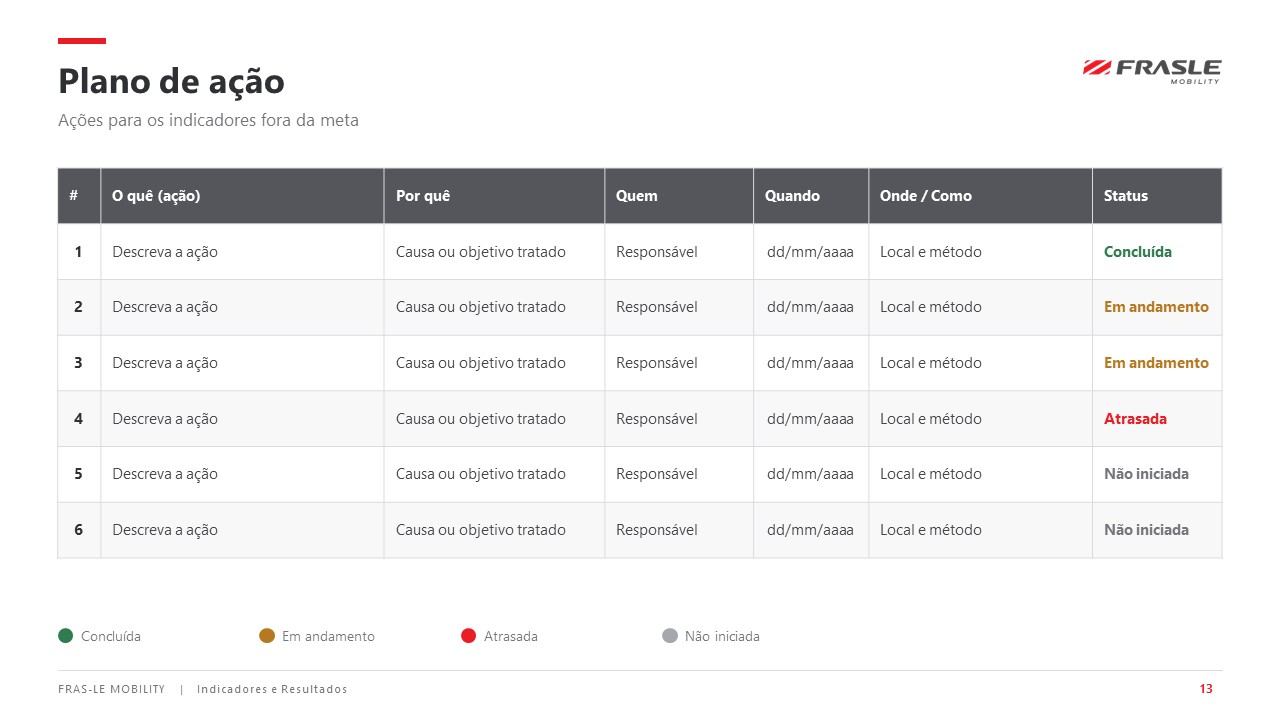 Plano de ação
FRASLE
MOBILITY
Ações para os indicadores fora da meta
# O quê (ação) Por quê Quem Quando Onde / Como Status
1 Descreva a ação Causa ou objetivo tratado Responsável dd/mm/aaaa Local e método Concluída
2 Descreva a ação Causa ou objetivo tratado Responsável dd/mm/aaaa Local e método Em andamento
3 Descreva a ação Causa ou objetivo tratado Responsável dd/mm/aaaa Local e método Em andamento
4 Descreva a ação Causa ou objetivo tratado Responsável dd/mm/aaaa Local e método Atrasada
5 Descreva a ação Causa ou objetivo tratado Responsável dd/mm/aaaa Local e método Não iniciada
6 Descreva a ação Causa ou objetivo tratado Responsável dd/mm/aaaa Local e método Não iniciada
Concluída Em andamento Atrasada Não iniciada
FRAS-LE MOBILITY | Indicadores e Resultados 13